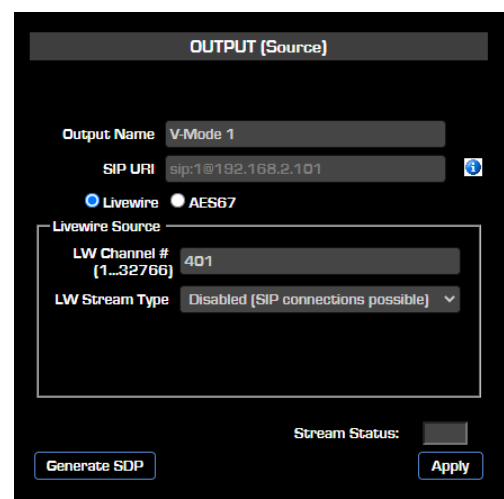 OUTPUT (Source)
Output Name V-Mode 1
SIP URI sip:1@192.168.2.101
Livewire AES67
Livewire Source
LW Channel #
(1...32766) 401
LW Stream Type Disabled (SIP connections possible)
Stream Status:
Generate SDP Apply